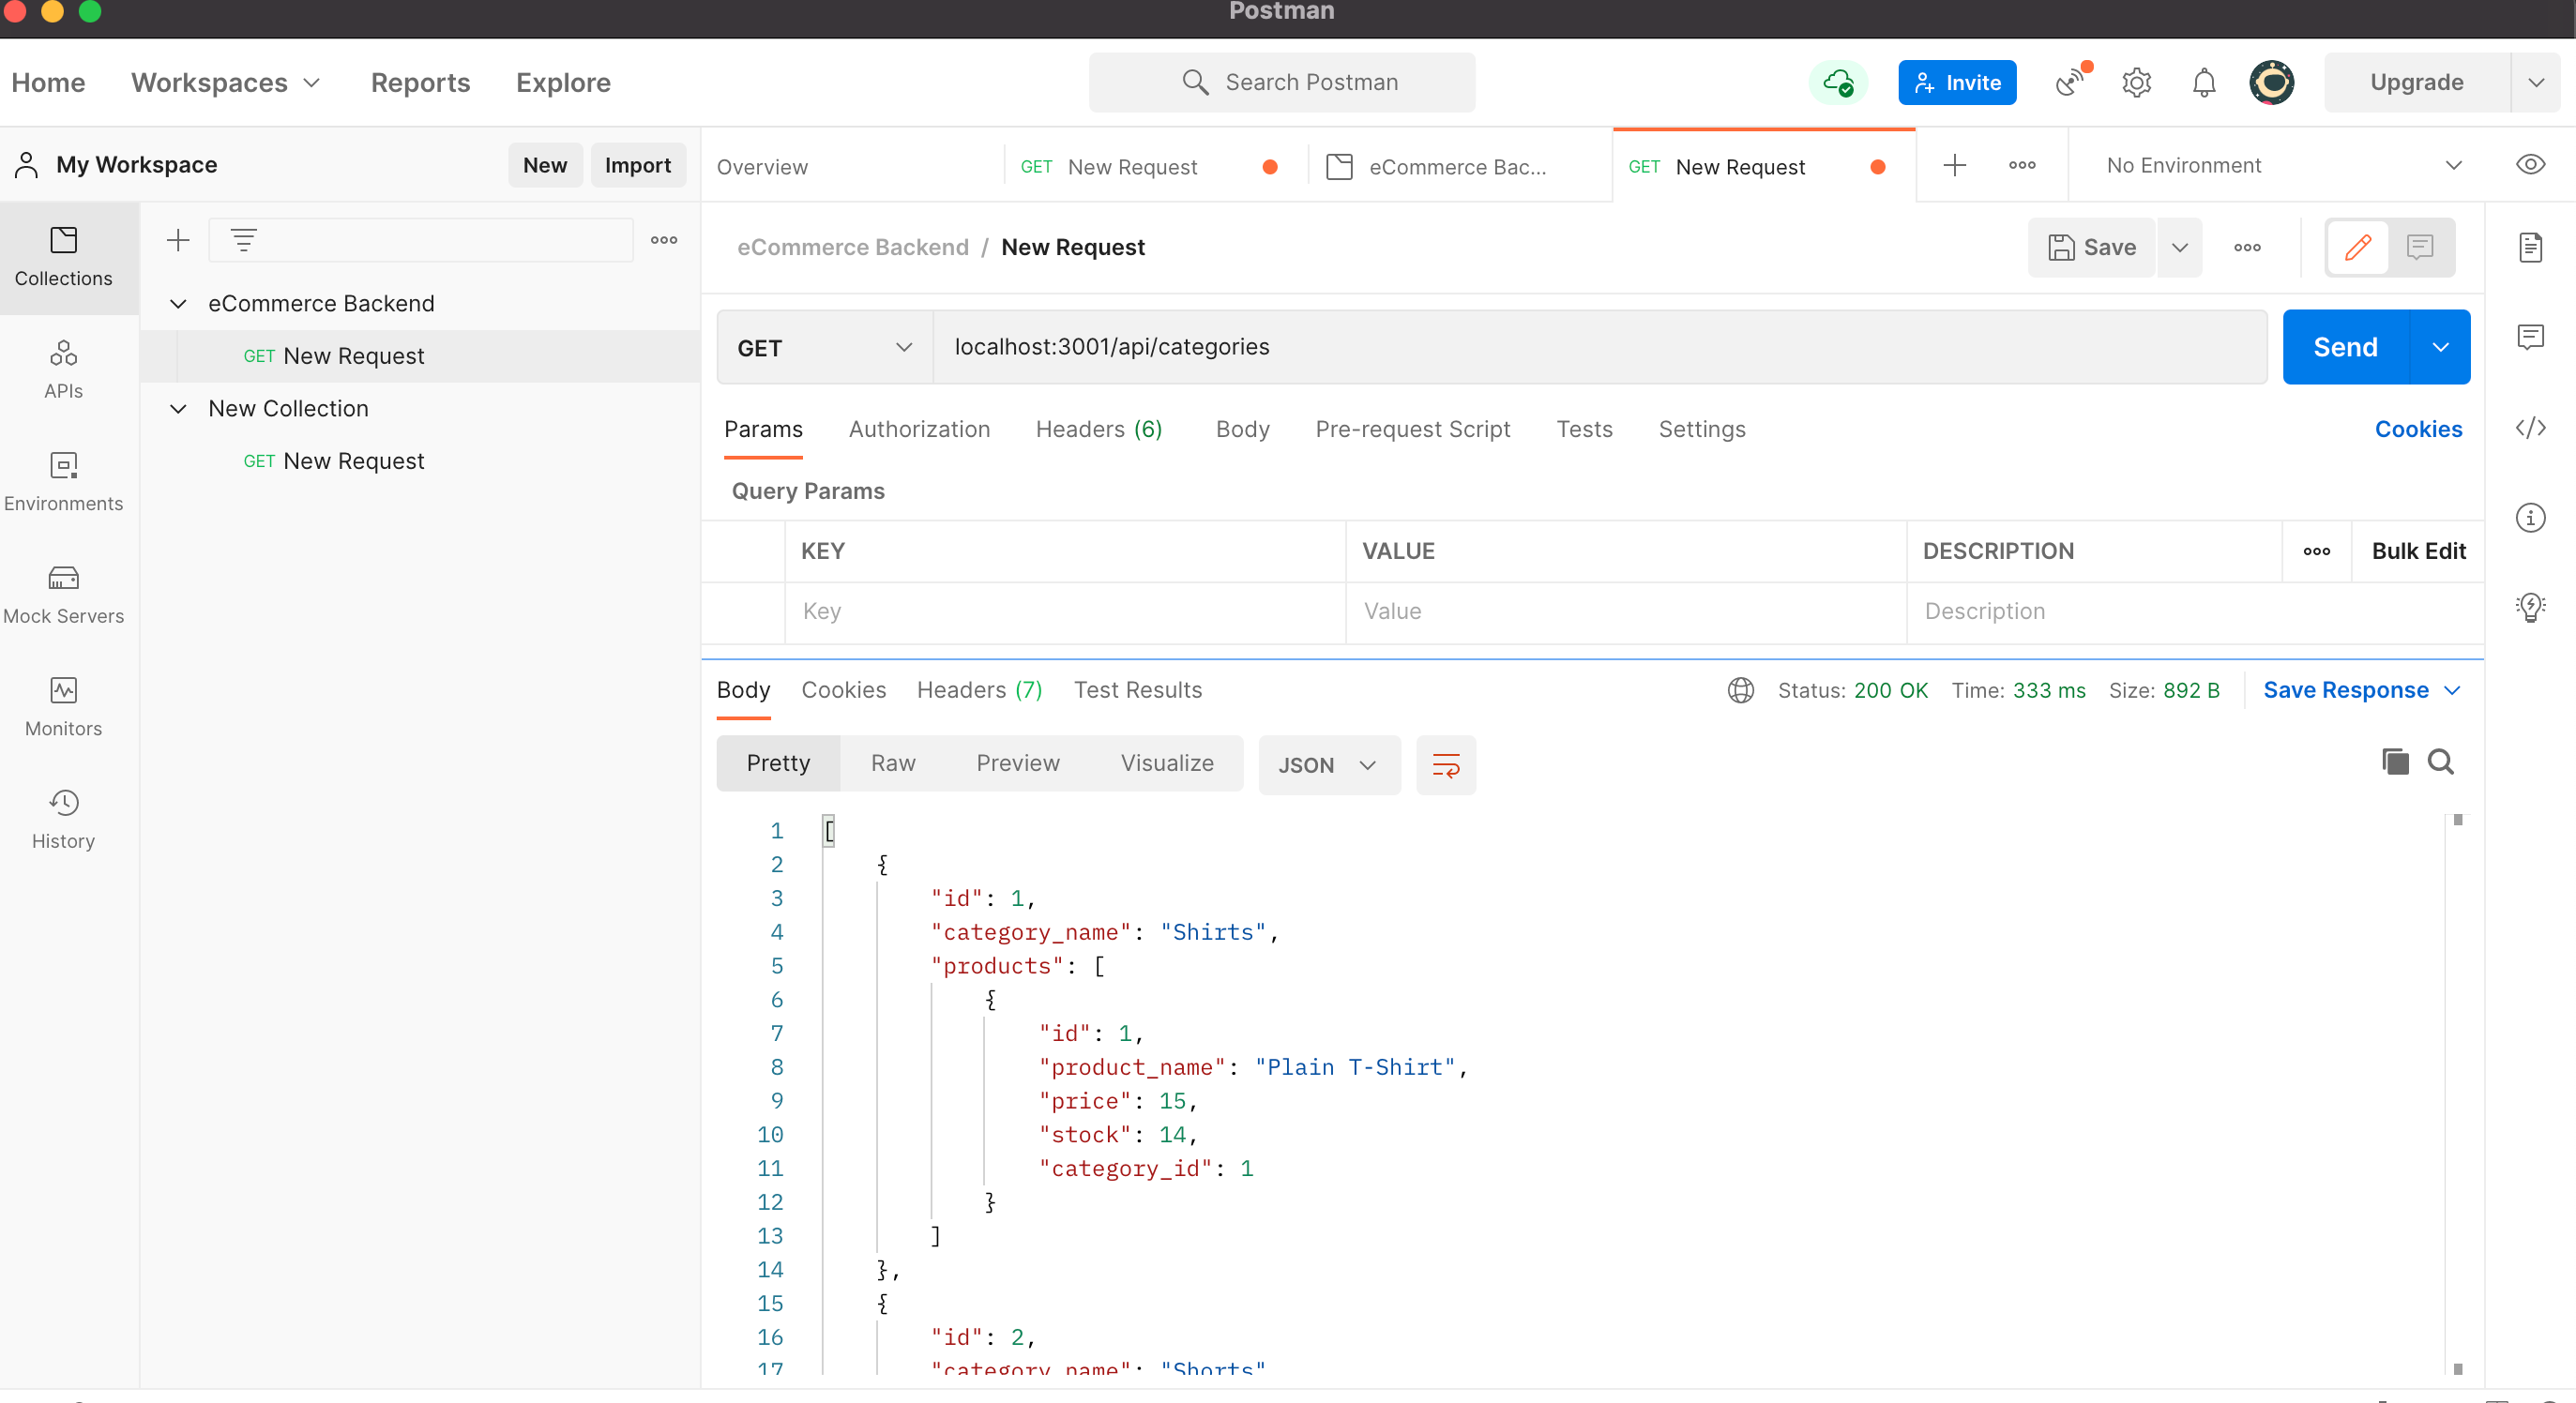 Postman
Home Workspaces Reports Explore Search Postman Invite Upgrade
My Workspace New Import
Overview GET New Request eCommerce Bac... GET New Request No Environment
Collections
APIs
Environments
Mock Servers
Monitors
History
eCommerce Backend
GET New Request
New Collection
GET New Request
eCommerce Backend / New Request Save
GET localhost:3001/api/categories Send
Params Authorization Headers (6) Body Pre-request Script Tests Settings Cookies
Query Params
KEY VALUE DESCRIPTION Bulk Edit
Key Value Description
Body Cookies Headers (7) Test Results Status: 200 OK Time: 333 ms Size: 892 B Save Response
Pretty Raw Preview Visualize JSON
1 [
2 {
3 "id": 1,
4 "category_name": "Shirts",
5 "products": [
6 {
7 "id": 1,
8 "product_name": "Plain T-Shirt",
9 "price": 15,
10 "stock": 14,
11 "category_id": 1
12 }
13 ]
14 },
15 {
16 "id": 2,
17 "category_name": "Shorts"